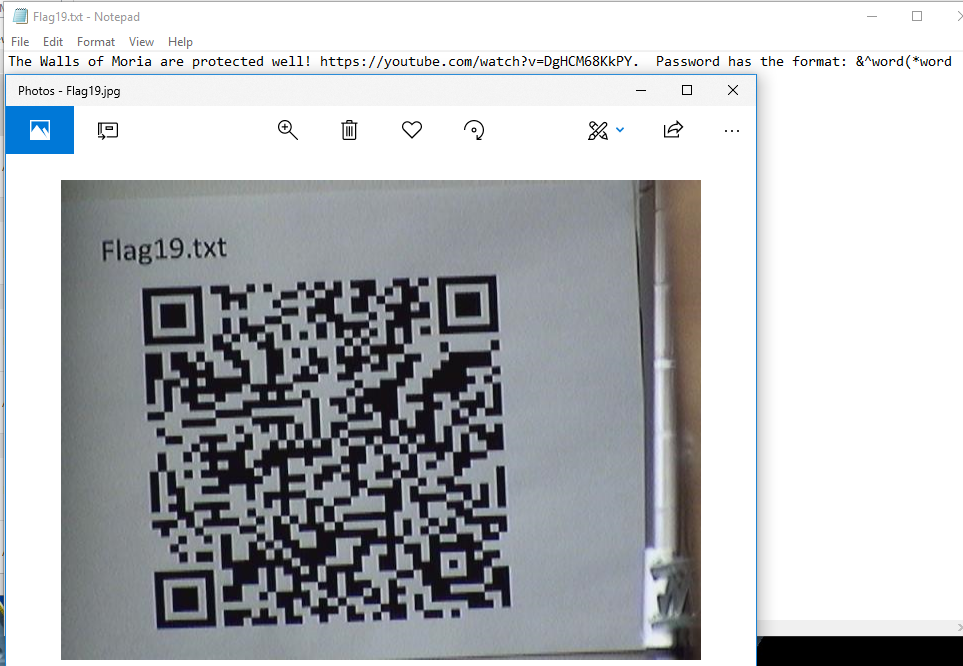 Flag19.txt - Notepad
File Edit Format View Help
The Walls of Moria are protected well! https://youtube.com/watch?v=DgHCM68KkPY. Password has the format: &^word(*word
Photos - Flag19.jpg
Flag19.txt